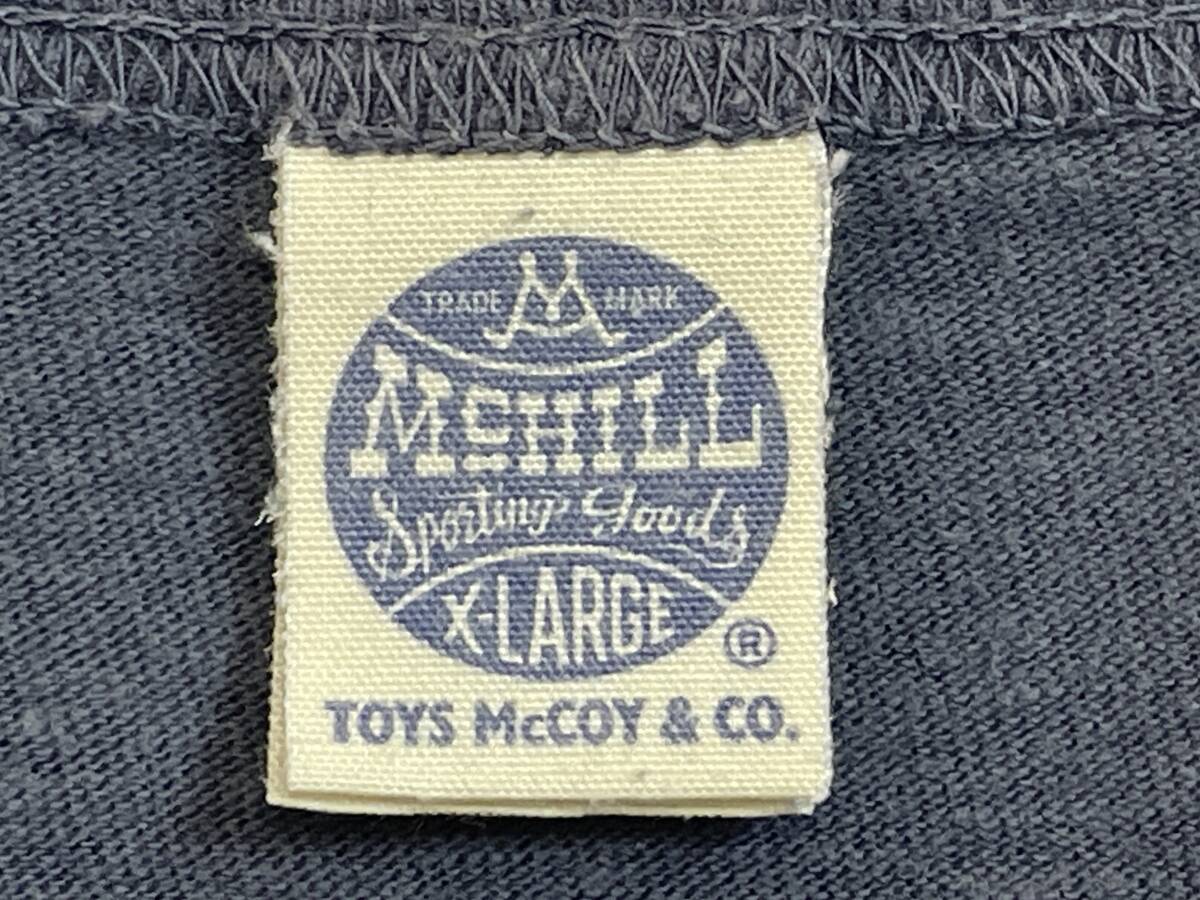 TRADE M MARK
McHILL
Sporting Goods
X-LARGE
®
TOYS McCOY & CO.